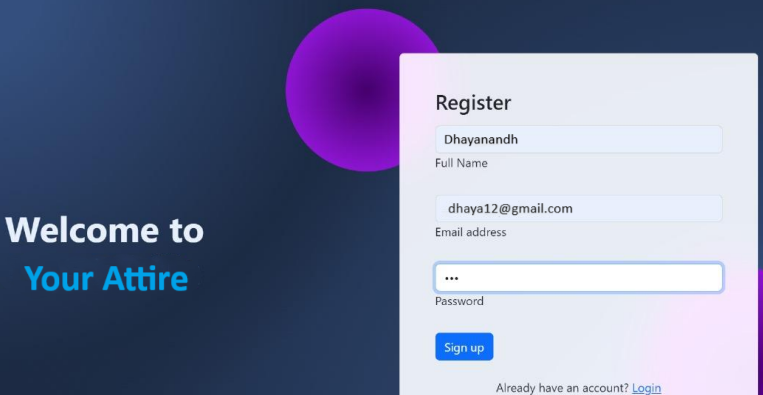 Welcome to
Your Attire
Register
Dhayanandh
Full Name
dhaya12@gmail.com
Email address
•••
Password
Sign up
Already have an account? Login